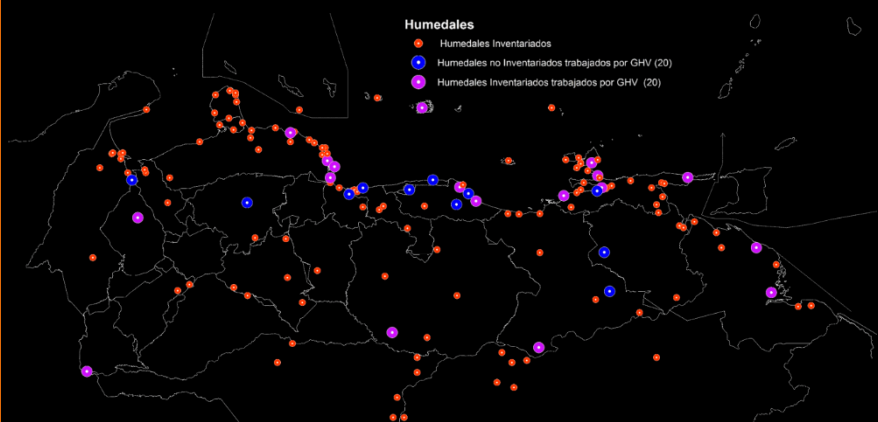 Humedales
Humedales Inventariados
Humedales no Inventariados trabajados por GHV (20)
Humedales Inventariados trabajados por GHV (20)